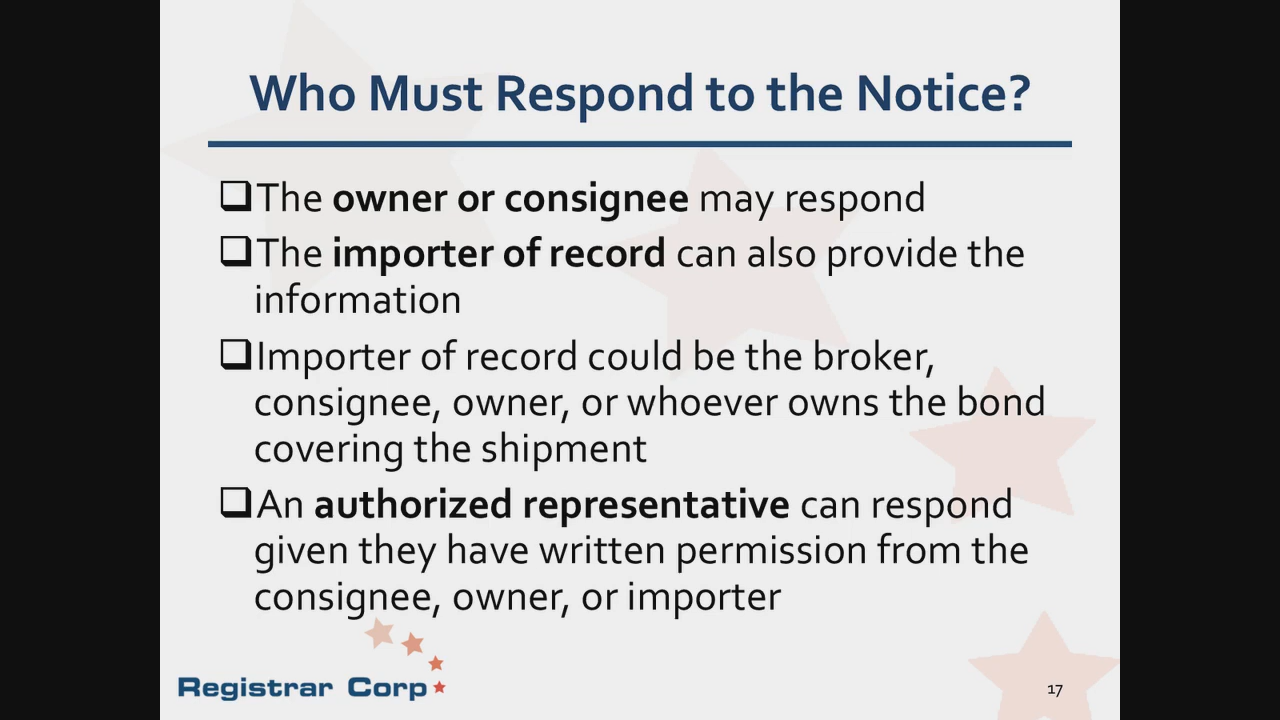 Who Must Respond to the Notice?
The owner or consignee may respond
The importer of record can also provide the
information
Importer of record could be the broker,
consignee, owner, or whoever owns the bond
covering the shipment
An authorized representative can respond
given they have written permission from the
consignee, owner, or importer
Registrar Corp
17